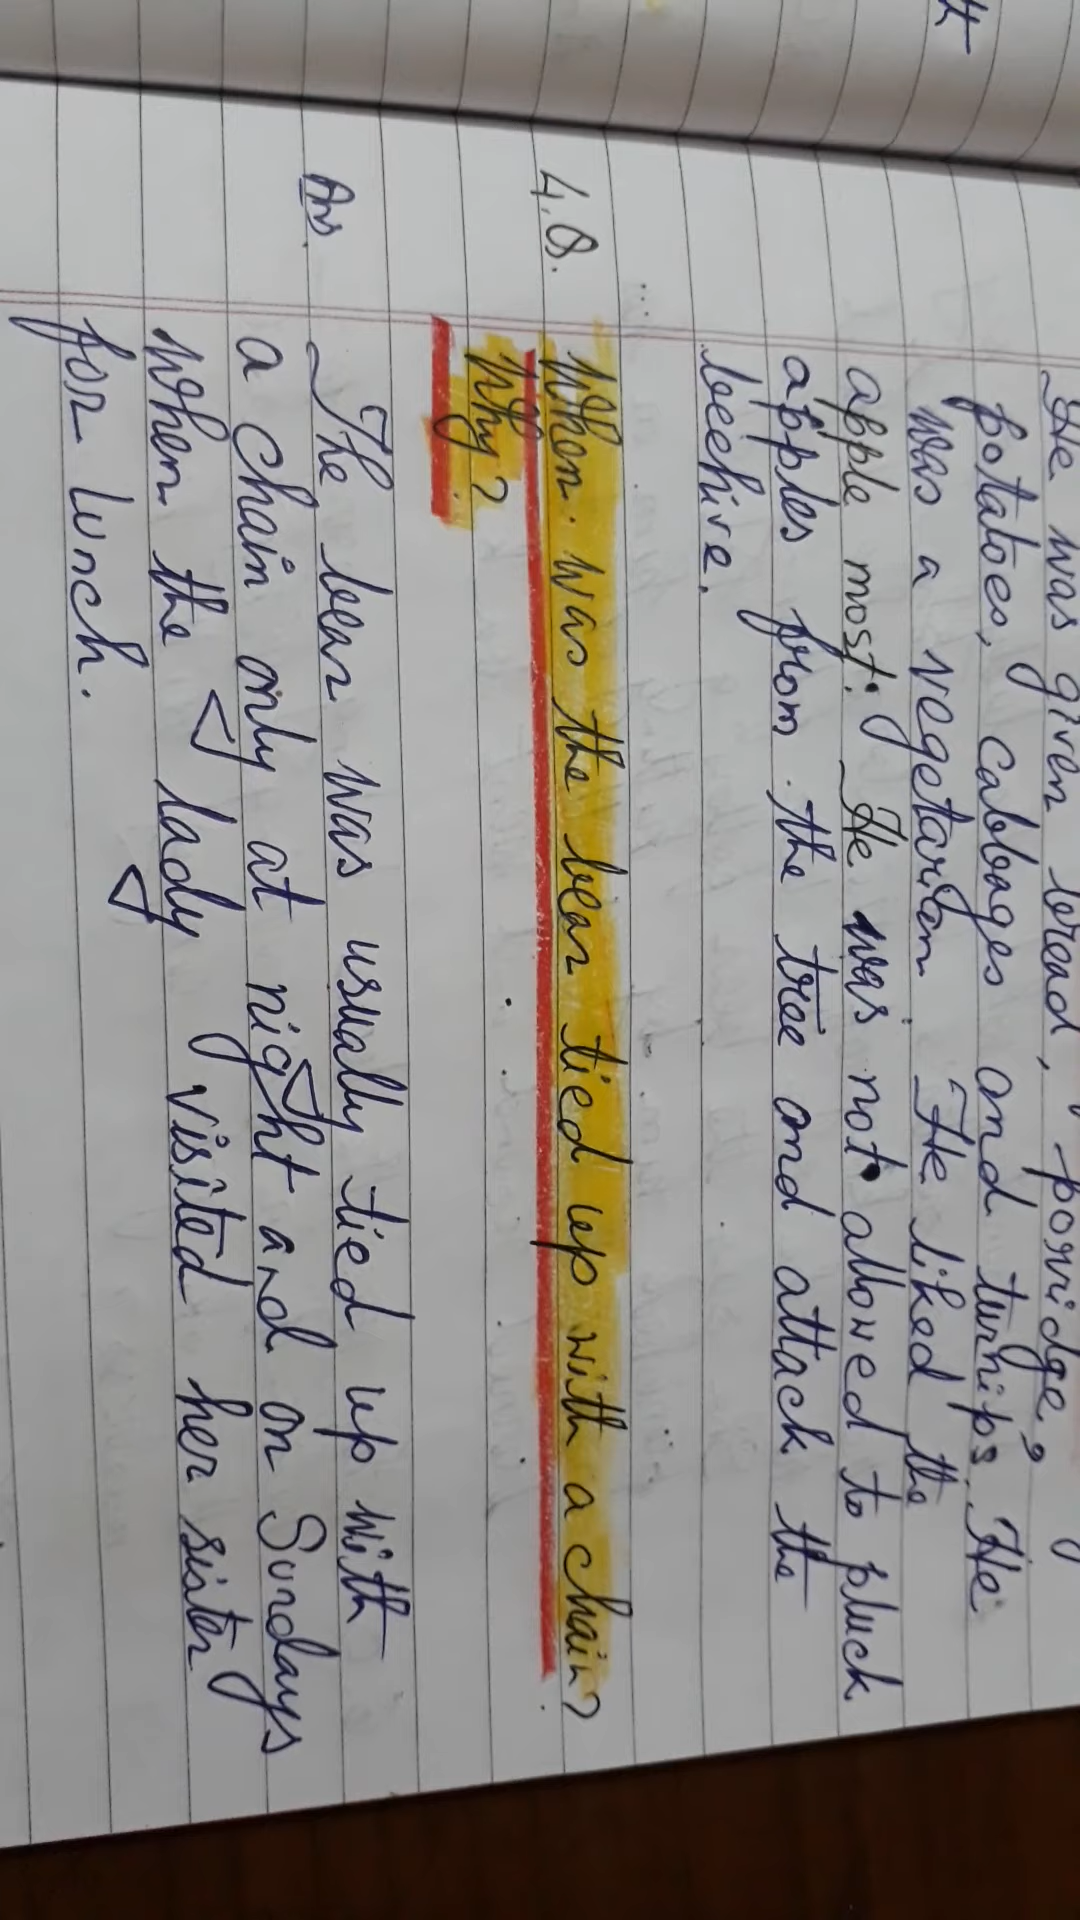 He was given bread, porridge,
potatoes, Cabbages and turnips. He
was a vegetarian. He liked the
apple most. He was not allowed to pluck
apples from the tree and attack the
beehive.
4.Q. When was the bear tied up with a chain?
Why?
Ans. The bear was usually tied up with
a chain only at night and on Sundays
when the lady visited her sister
for lunch.